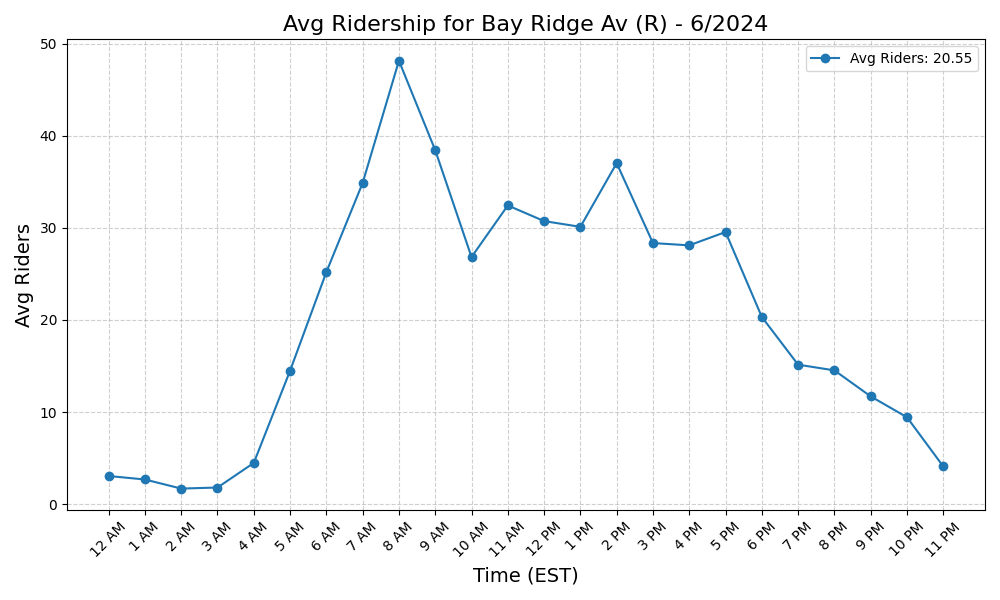 Avg Ridership for Bay Ridge Av (R) - 6/2024
Avg Riders: 20.55
Avg Riders
50
40
30
20
10
0
12 AM
1 AM
2 AM
3 AM
4 AM
5 AM
6 AM
7 AM
8 AM
9 AM
10 AM
11 AM
12 PM
1 PM
2 PM
3 PM
4 PM
5 PM
6 PM
7 PM
8 PM
9 PM
10 PM
11 PM
Time (EST)